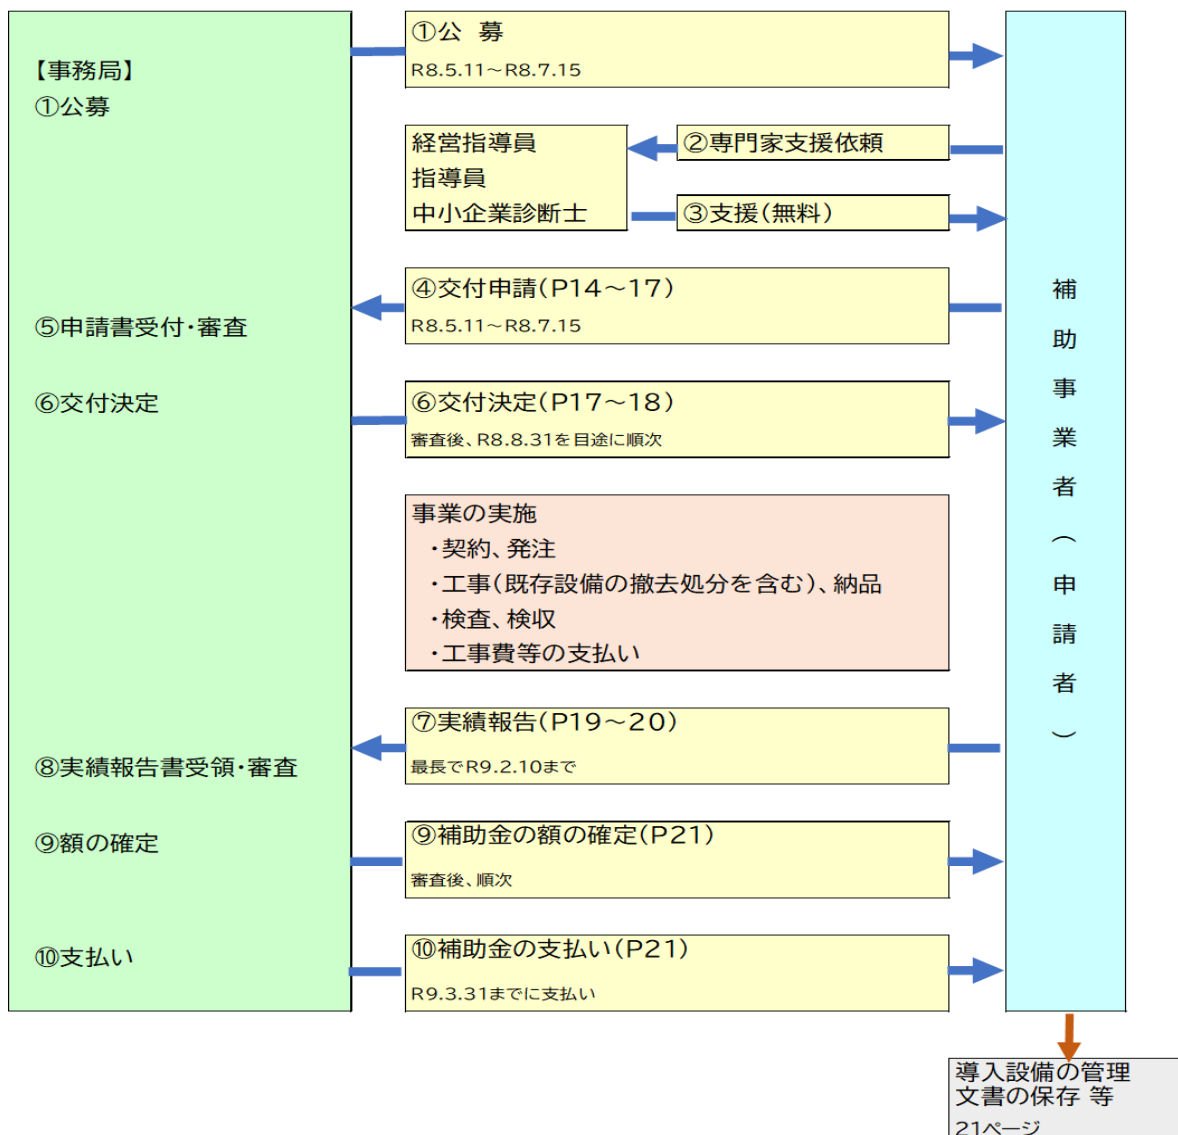 【事務局】
①公募
①公　募
R8.5.11～R8.7.15
経営指導員
指導員
中小企業診断士
②専門家支援依頼
③支援(無料)
④交付申請(P14～17)
R8.5.11～R8.7.15
⑤申請書受付・審査
⑥交付決定
⑥交付決定(P17～18)
審査後、R8.8.31を目途に順次
事業の実施
・契約、発注
・工事(既存設備の撤去処分を含む)、納品
・検査、検収
・工事費等の支払い
⑦実績報告(P19～20)
最長でR9.2.10まで
⑧実績報告書受領・審査
⑨額の確定
⑨補助金の額の確定(P21)
審査後、順次
⑩支払い
⑩補助金の支払い(P21)
R9.3.31までに支払い
補助事業者(申請者)
導入設備の管理
文書の保存 等
21ページ